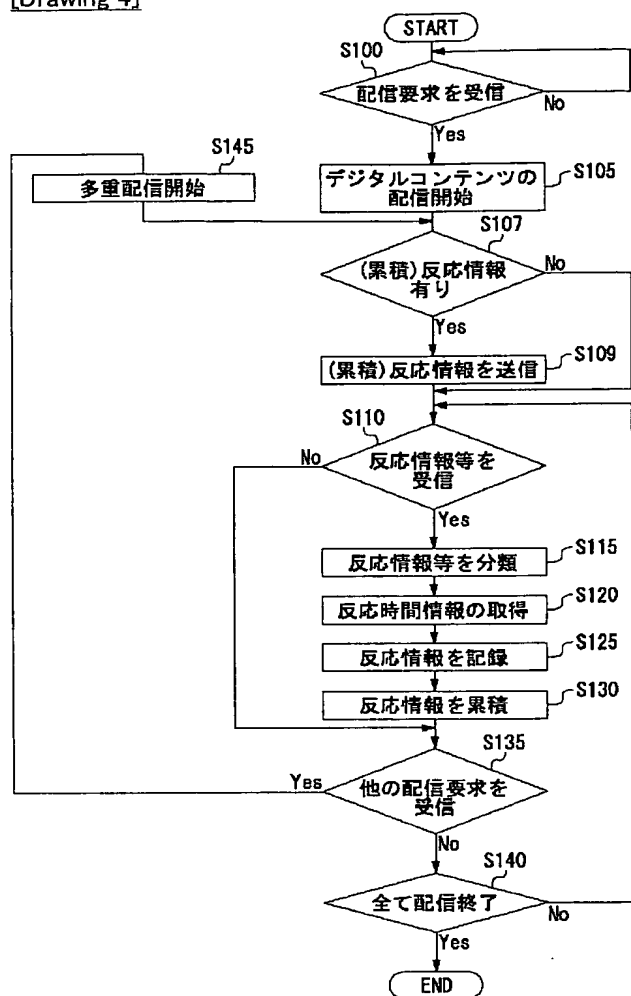 [Drawing 4]
START
S100
配信要求を受信
No
Yes
S145
多重配信開始
デジタルコンテンツの
配信開始
S105
S107
(累積)反応情報
有り
No
Yes
(累積)反応情報を送信
S109
S110
反応情報等を
受信
No
Yes
反応情報等を分類
S115
反応時間情報の取得
S120
反応情報を記録
S125
反応情報を累積
S130
S135
他の配信要求を
受信
Yes
No
S140
全て配信終了
No
Yes
END